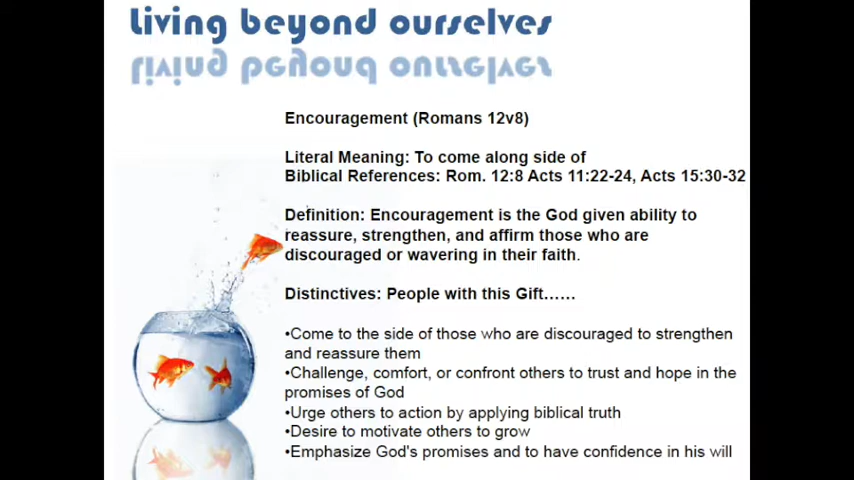 Living beyond ourselves
Encouragement (Romans 12v8)
Literal Meaning: To come along side of
Biblical References: Rom. 12:8 Acts 11:22-24, Acts 15:30-32
Definition: Encouragement is the God given ability to
reassure, strengthen, and affirm those who are
discouraged or wavering in their faith.
Distinctives: People with this Gift......
•Come to the side of those who are discouraged to strengthen
and reassure them
•Challenge, comfort, or confront others to trust and hope in the
promises of God
•Urge others to action by applying biblical truth
•Desire to motivate others to grow
•Emphasize God's promises and to have confidence in his will